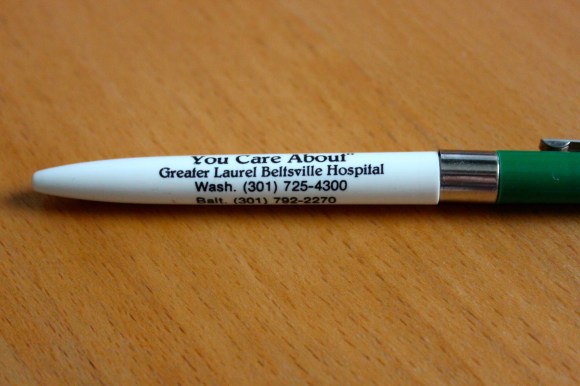 You Care About"
Greater Laurel Beltsville Hospital
Wash. (301) 725-4300
Balt. (301) 792-2270